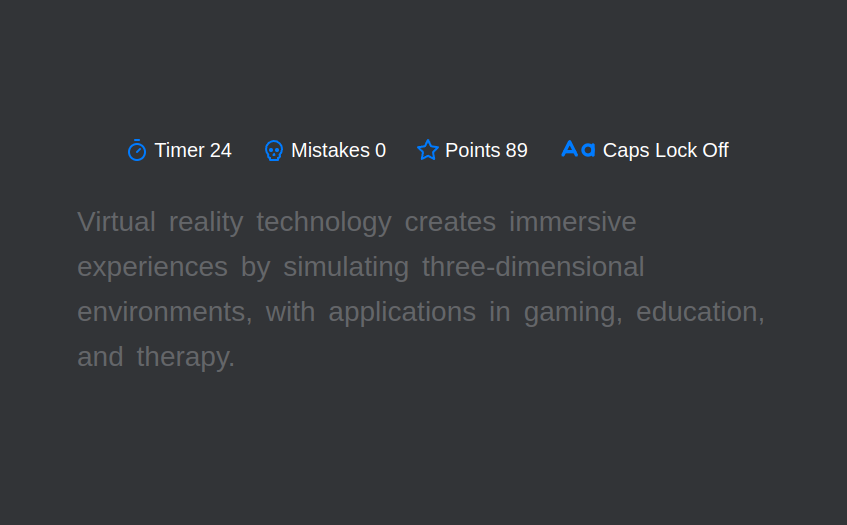 Timer 24 Mistakes 0 Points 89 Aa Caps Lock Off
Virtual reality technology creates immersive
experiences by simulating three-dimensional
environments, with applications in gaming, education,
and therapy.